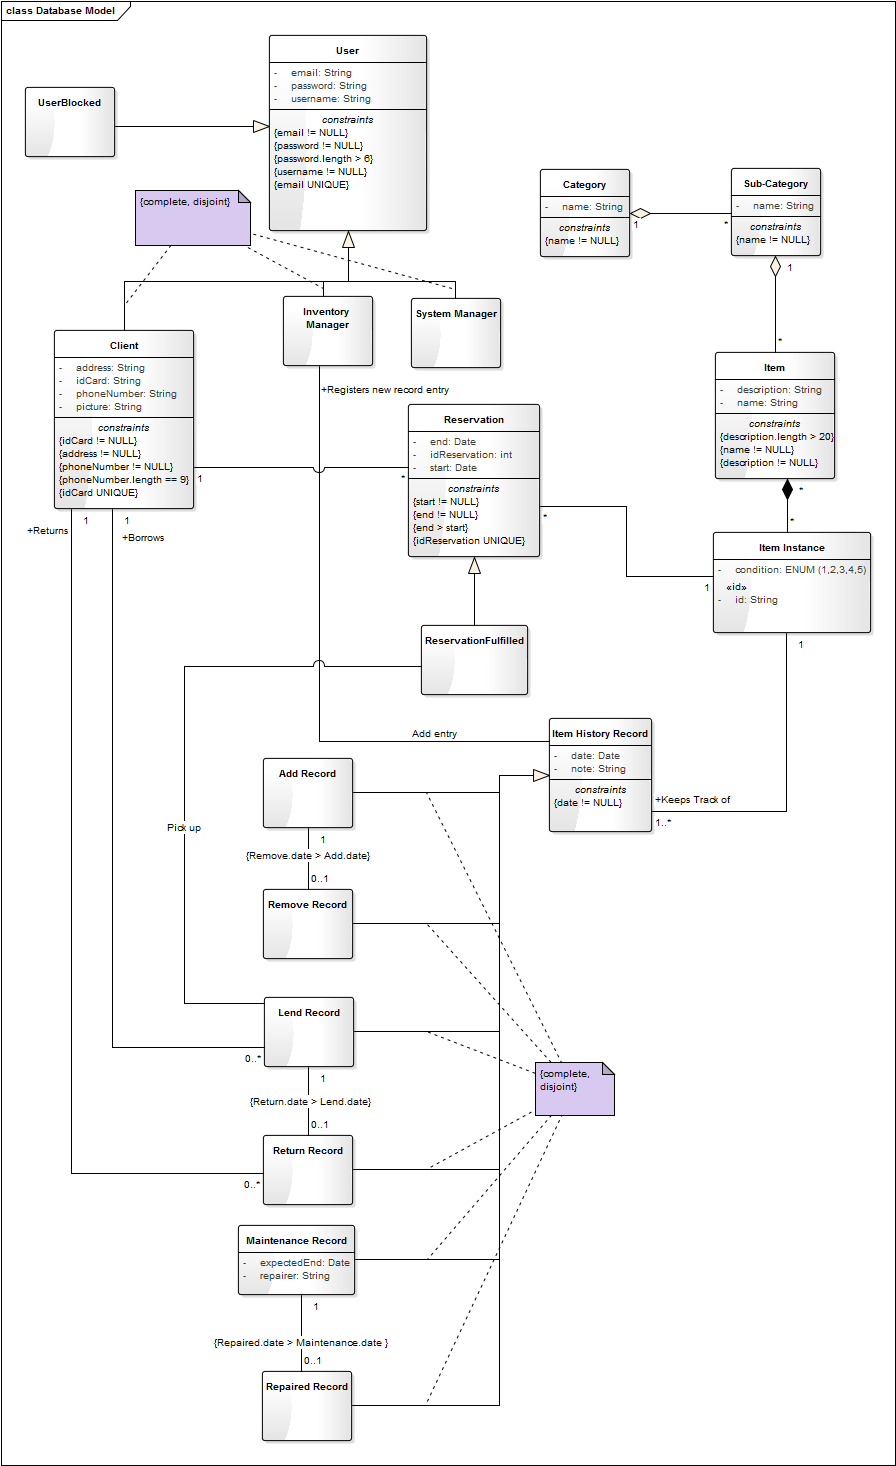 class Database Model
User
- email: String
- password: String
- username: String
constraints
{email != NULL}
{password != NULL}
{password.length > 6}
{username != NULL}
{email UNIQUE}
UserBlocked
{complete, disjoint}
Category
- name: String
constraints
{name != NULL}
1
*
Sub-Category
- name: String
constraints
{name != NULL}
1
*
Inventory
Manager
System Manager
Client
- address: String
- idCard: String
- phoneNumber: String
- picture: String
constraints
{idCard != NULL}
{address != NULL}
{phoneNumber != NULL}
{phoneNumber.length == 9}
{idCard UNIQUE}
+Registers new record entry
Item
- description: String
- name: String
constraints
{description.length > 20}
{name != NULL}
{description != NULL}
Reservation
- end: Date
- idReservation: int
- start: Date
constraints
{start != NULL}
{end != NULL}
{end > start}
{idReservation UNIQUE}
1
*
*
*
*
1
1
1
+Returns
+Borrows
Item Instance
- condition: ENUM (1,2,3,4,5)
«id»
- id: String
1
ReservationFulfilled
Add entry
Item History Record
- date: Date
- note: String
constraints
{date != NULL}
+Keeps Track of
1..*
Add Record
Pick up
1
{Remove.date > Add.date}
0..1
Remove Record
Lend Record
0..*
1
{Return.date > Lend.date}
0..1
{complete,
disjoint}
Return Record
0..*
Maintenance Record
- expectedEnd: Date
- repairer: String
1
{Repaired.date > Maintenance.date }
0..1
Repaired Record